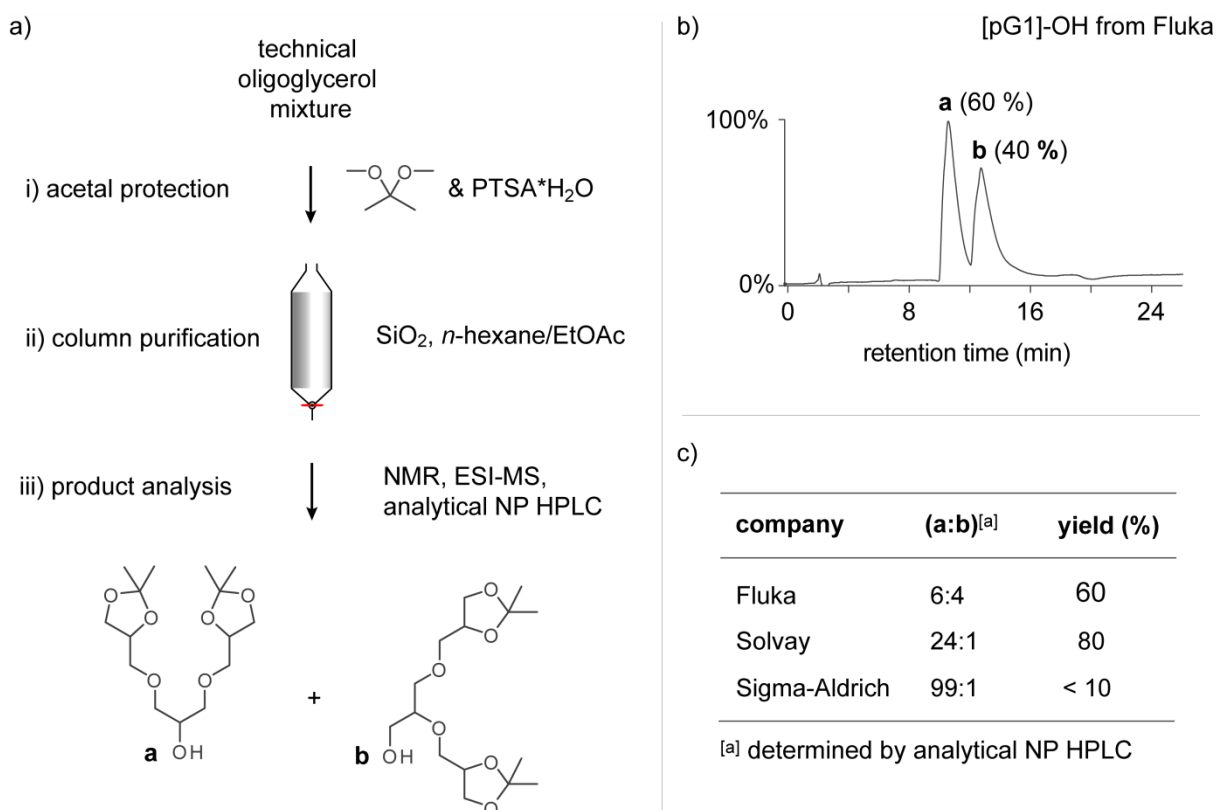 a)
technical
oligoglycerol
mixture
i) acetal protection
O O
& PTSA*H₂O
ii) column purification
SiO₂, n-hexane/EtOAc
iii) product analysis
NMR, ESI-MS,
analytical NP HPLC
O O
O O
O O
OH
a
+
O
O
O
O
OH
b
O
O
b)
[pG1]-OH from Fluka
a (60 %)
100%
b (40 %)
0%
0 8 16 24
retention time (min)
c)
company (a:b)[a] yield (%)
Fluka 6:4 60
Solvay 24:1 80
Sigma-Aldrich 99:1 < 10
[a] determined by analytical NP HPLC